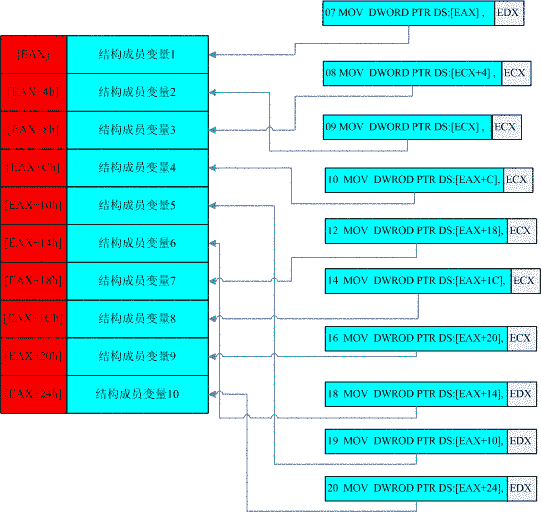 [EAX]
结构成员变量1
[EAX+4h]
结构成员变量2
[EAX+8h]
结构成员变量3
[EAX+Ch]
结构成员变量4
[EAX+10h]
结构成员变量5
[EAX+14h]
结构成员变量6
[EAX+18h]
结构成员变量7
[EAX+1Ch]
结构成员变量8
[EAX+20h]
结构成员变量9
[EAX+24h]
结构成员变量10
07 MOV DWORD PTR DS:[EAX] , EDX
08 MOV DWORD PTR DS:[ECX+4] , ECX
09 MOV DWORD PTR DS:[ECX] , ECX
10 MOV DWROD PTR DS:[EAX+C], ECX
12 MOV DWROD PTR DS:[EAX+18], ECX
14 MOV DWROD PTR DS:[EAX+1C], ECX
16 MOV DWROD PTR DS:[EAX+20], ECX
18 MOV DWROD PTR DS:[EAX+14], EDX
19 MOV DWROD PTR DS:[EAX+10], EDX
20 MOV DWROD PTR DS:[EAX+24], EDX